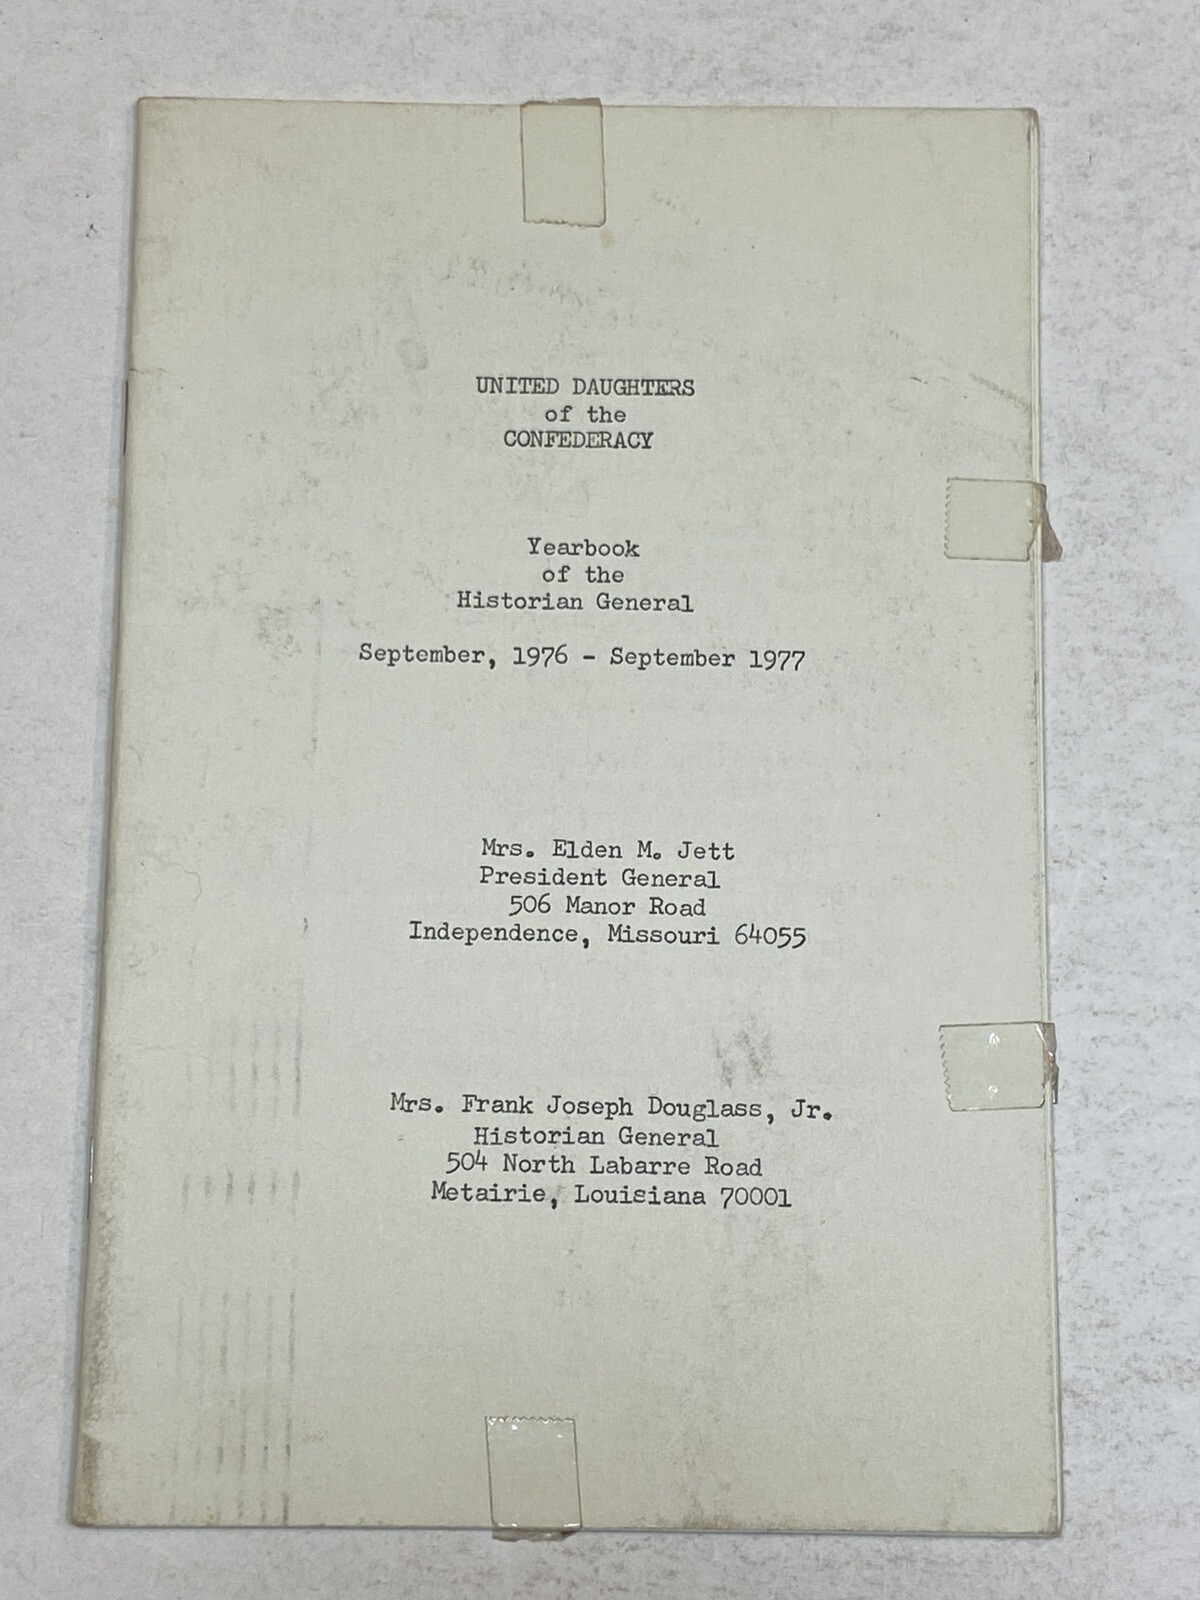 UNITED DAUGHTERS
of the
CONFEDERACY
Yearbook
of the
Historian General
September, 1976 - September 1977
Mrs. Elden M. Jett
President General
506 Manor Road
Independence, Missouri 64055
Mrs. Frank Joseph Douglass, Jr.
Historian General
504 North Labarre Road
Metairie, Louisiana 70001